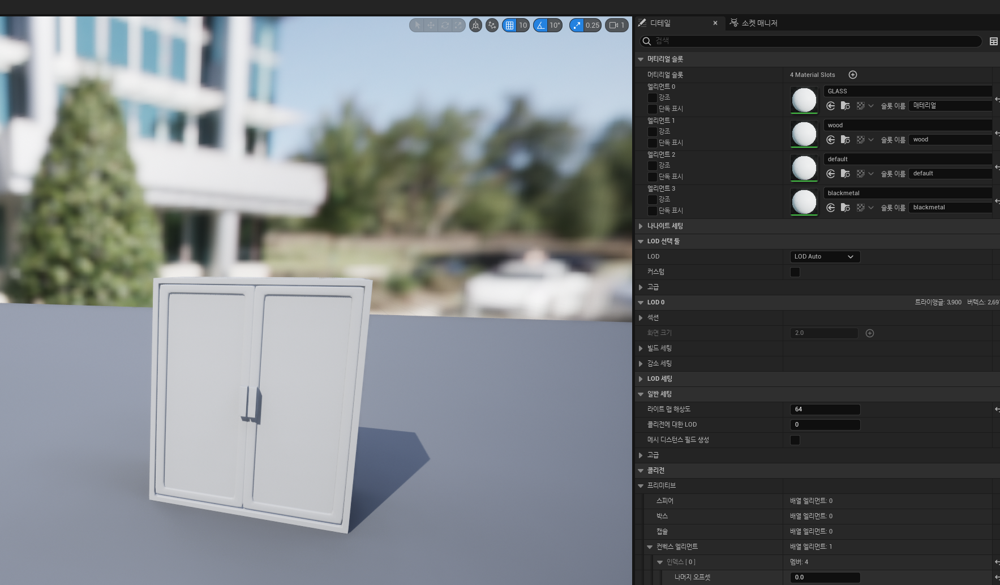 10
10°
0.25
1
디테일
소켓 매니저
검색
머티리얼 슬롯
머티리얼 슬롯
4 Material Slots
엘리먼트 0
강조
단독 표시
GLASS
슬롯 이름
매테리얼
엘리먼트 1
강조
단독 표시
wood
슬롯 이름
wood
엘리먼트 2
강조
단독 표시
default
슬롯 이름
default
엘리먼트 3
강조
단독 표시
blackmetal
슬롯 이름
blackmetal
나나이트 세팅
LOD 선택 툴
LOD
LOD Auto
커스텀
고급
LOD 0
트라이앵글: 3,900 버텍스: 2,697
섹션
화면 크기
2.0
빌드 세팅
감소 세팅
LOD 세팅
일반 세팅
라이트 맵 해상도
64
콜리전에 대한 LOD
0
메시 디스턴스 필드 생성
고급
콜리전
프리미티브
스피어
배열 엘리먼트: 0
박스
배열 엘리먼트: 0
캡슐
배열 엘리먼트: 0
컨벡스 엘리먼트
배열 엘리먼트: 1
인덱스 [ 0 ]
멤버: 4
나머지 오프셋
0.0